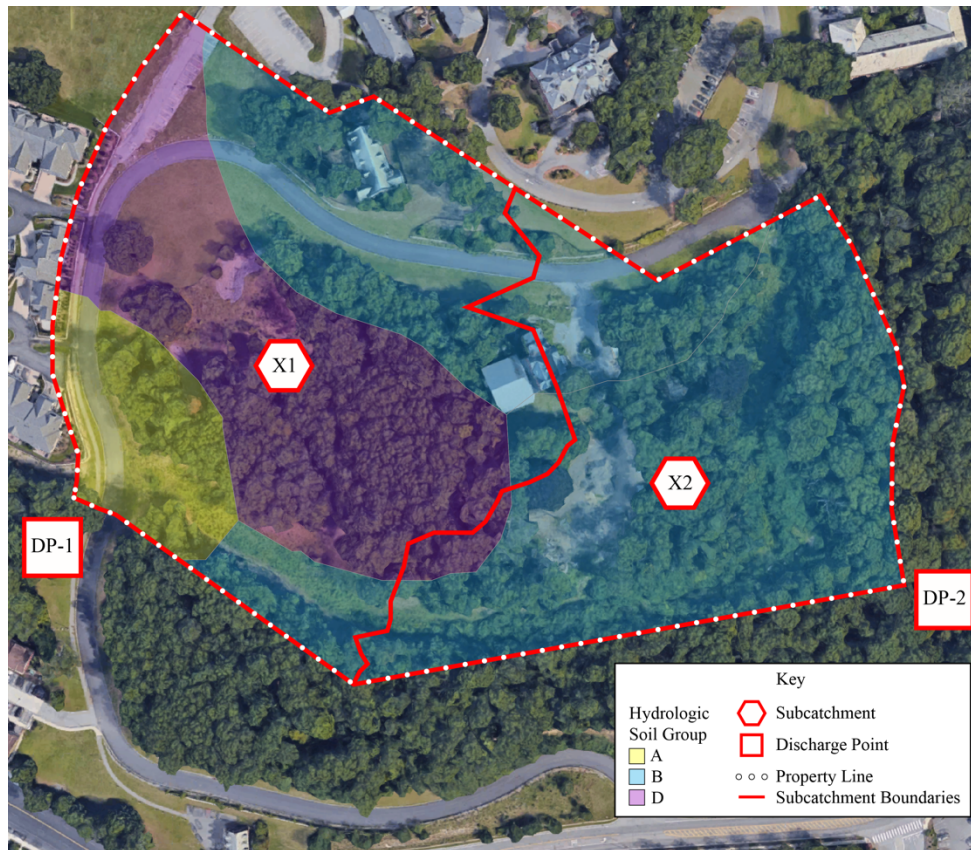 X1
X2
DP-1
DP-2
Key
Hydrologic
Soil Group
A
B
D
Subcatchment
Discharge Point
Property Line
Subcatchment Boundaries